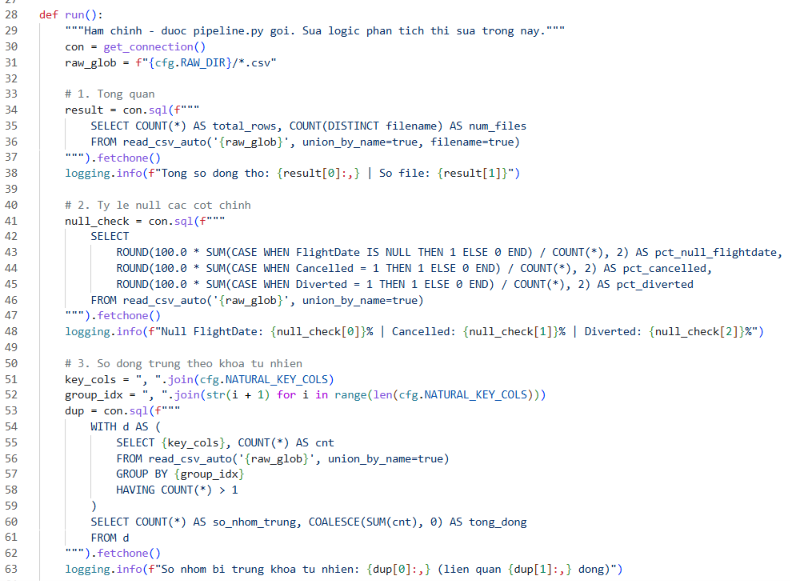 27
28 def run():
29     """Ham chinh - duoc pipeline.py goi. Sua logic phan tich thi sua trong nay."""
30     con = get_connection()
31     raw_glob = f"{cfg.RAW_DIR}/*.csv"
32
33     # 1. Tong quan
34     result = con.sql(f"""
35         SELECT COUNT(*) AS total_rows, COUNT(DISTINCT filename) AS num_files
36         FROM read_csv_auto('{raw_glob}', union_by_name=true, filename=true)
37     """).fetchone()
38     logging.info(f"Tong so dong tho: {result[0]:,} | So file: {result[1]}")
39
40     # 2. Ty le null cac cot chinh
41     null_check = con.sql(f"""
42         SELECT
43             ROUND(100.0 * SUM(CASE WHEN FlightDate IS NULL THEN 1 ELSE 0 END) / COUNT(*), 2) AS pct_null_flightdate,
44             ROUND(100.0 * SUM(CASE WHEN Cancelled = 1 THEN 1 ELSE 0 END) / COUNT(*), 2) AS pct_cancelled,
45             ROUND(100.0 * SUM(CASE WHEN Diverted = 1 THEN 1 ELSE 0 END) / COUNT(*), 2) AS pct_diverted
46         FROM read_csv_auto('{raw_glob}', union_by_name=true)
47     """).fetchone()
48     logging.info(f"Null FlightDate: {null_check[0]}% | Cancelled: {null_check[1]}% | Diverted: {null_check[2]}%")
49
50     # 3. So dong trung theo khoa tu nhien
51     key_cols = ", ".join(cfg.NATURAL_KEY_COLS)
52     group_idx = ", ".join(str(i + 1) for i in range(len(cfg.NATURAL_KEY_COLS)))
53     dup = con.sql(f"""
54         WITH d AS (
55             SELECT {key_cols}, COUNT(*) AS cnt
56             FROM read_csv_auto('{raw_glob}', union_by_name=true)
57             GROUP BY {group_idx}
58             HAVING COUNT(*) > 1
59         )
60         SELECT COUNT(*) AS so_nhom_trung, COALESCE(SUM(cnt), 0) AS tong_dong
61         FROM d
62     """).fetchone()
63     logging.info(f"So nhom bi trung khoa tu nhien: {dup[0]:,} (lien quan {dup[1]:,} dong)")